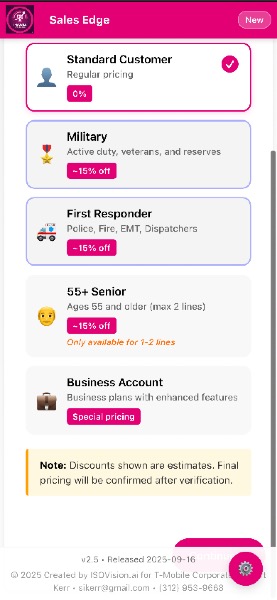 Sales Edge
New
Standard Customer
Regular pricing
0%
Military
Active duty, veterans, and reserves
~15% off
First Responder
Police, Fire, EMT, Dispatchers
~15% off
55+ Senior
Ages 55 and older (max 2 lines)
~15% off
Only available for 1-2 lines
Business Account
Business plans with enhanced features
Special pricing
Note: Discounts shown are estimates. Final
pricing will be confirmed after verification.
v2.5 • Released 2025-09-16
© 2025 Created by ISOVision.ai for T-Mobile Corporate
Kerr • sikerr@gmail.com • (312) 953-9668